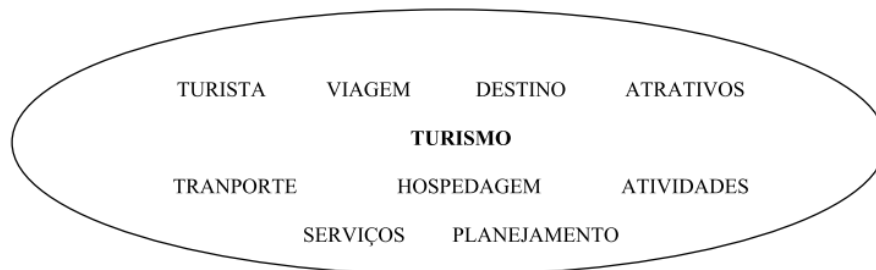 TURISTA VIAGEM DESTINO ATRATIVOS
TURISMO
TRANPORTE HOSPEDAGEM ATIVIDADES
SERVIÇOS PLANEJAMENTO